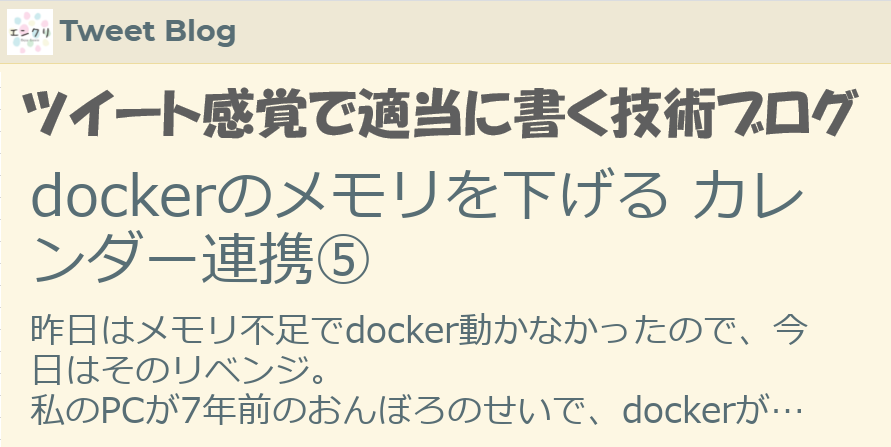 エンクリ
Tweet Blog
ツイート感覚で適当に書く技術ブログ
dockerのメモリを下げる カレ
ンダー連携⑤
昨日はメモリ不足でdocker動かなかったので、今
日はそのリベンジ。
私のPCが7年前のおんぼろのせいで、dockerが…